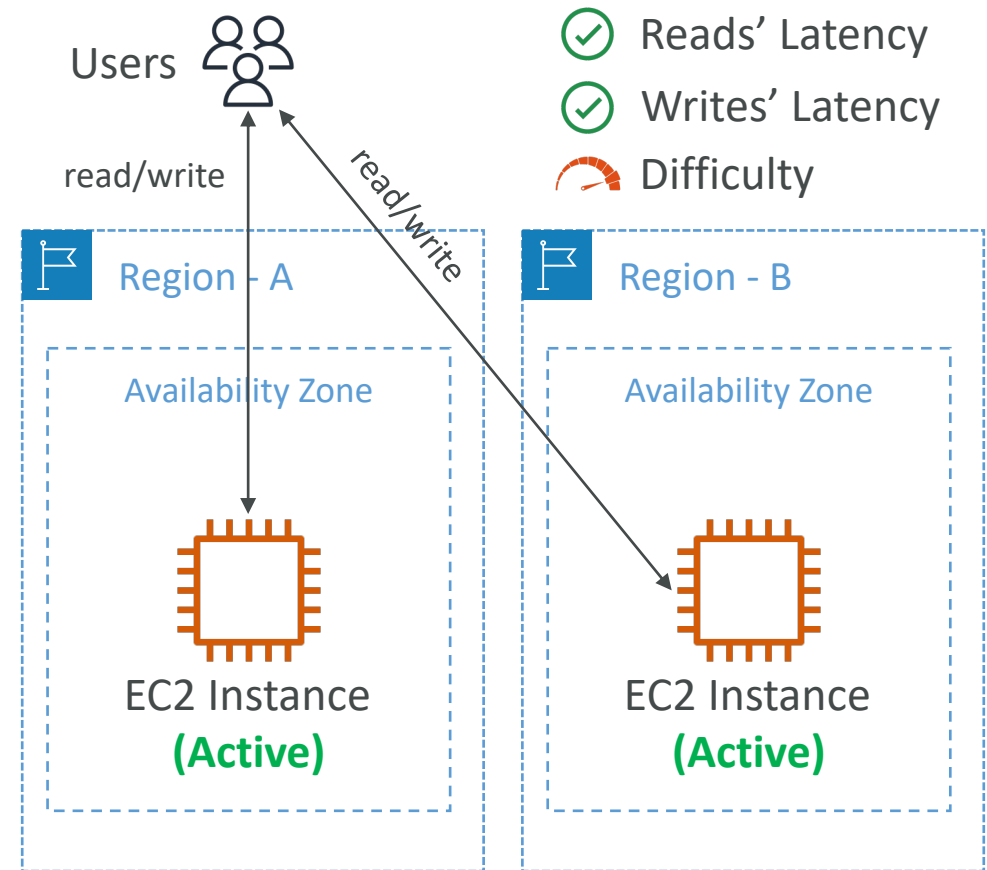 Users
Reads’ Latency
Writes’ Latency
Difficulty
read/write
read/write
Region - A
Region - B
Availability Zone
Availability Zone
EC2 Instance
(Active)
EC2 Instance
(Active)